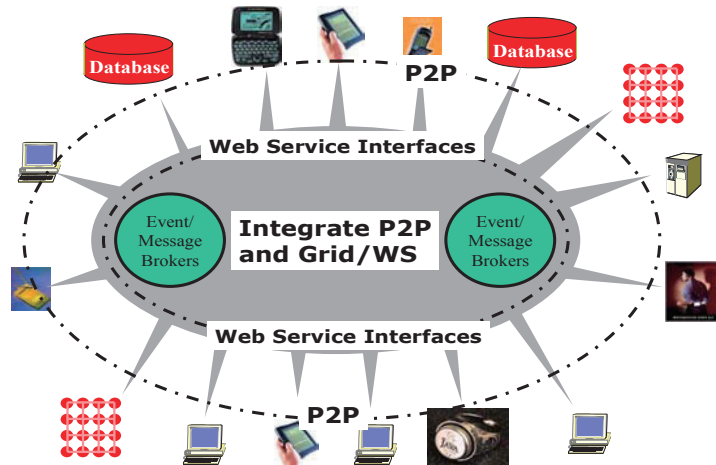 Database
Database
P2P
Web Service Interfaces
Event/
Message
Brokers
Integrate P2P
and Grid/WS
Event/
Message
Brokers
Web Service Interfaces
P2P